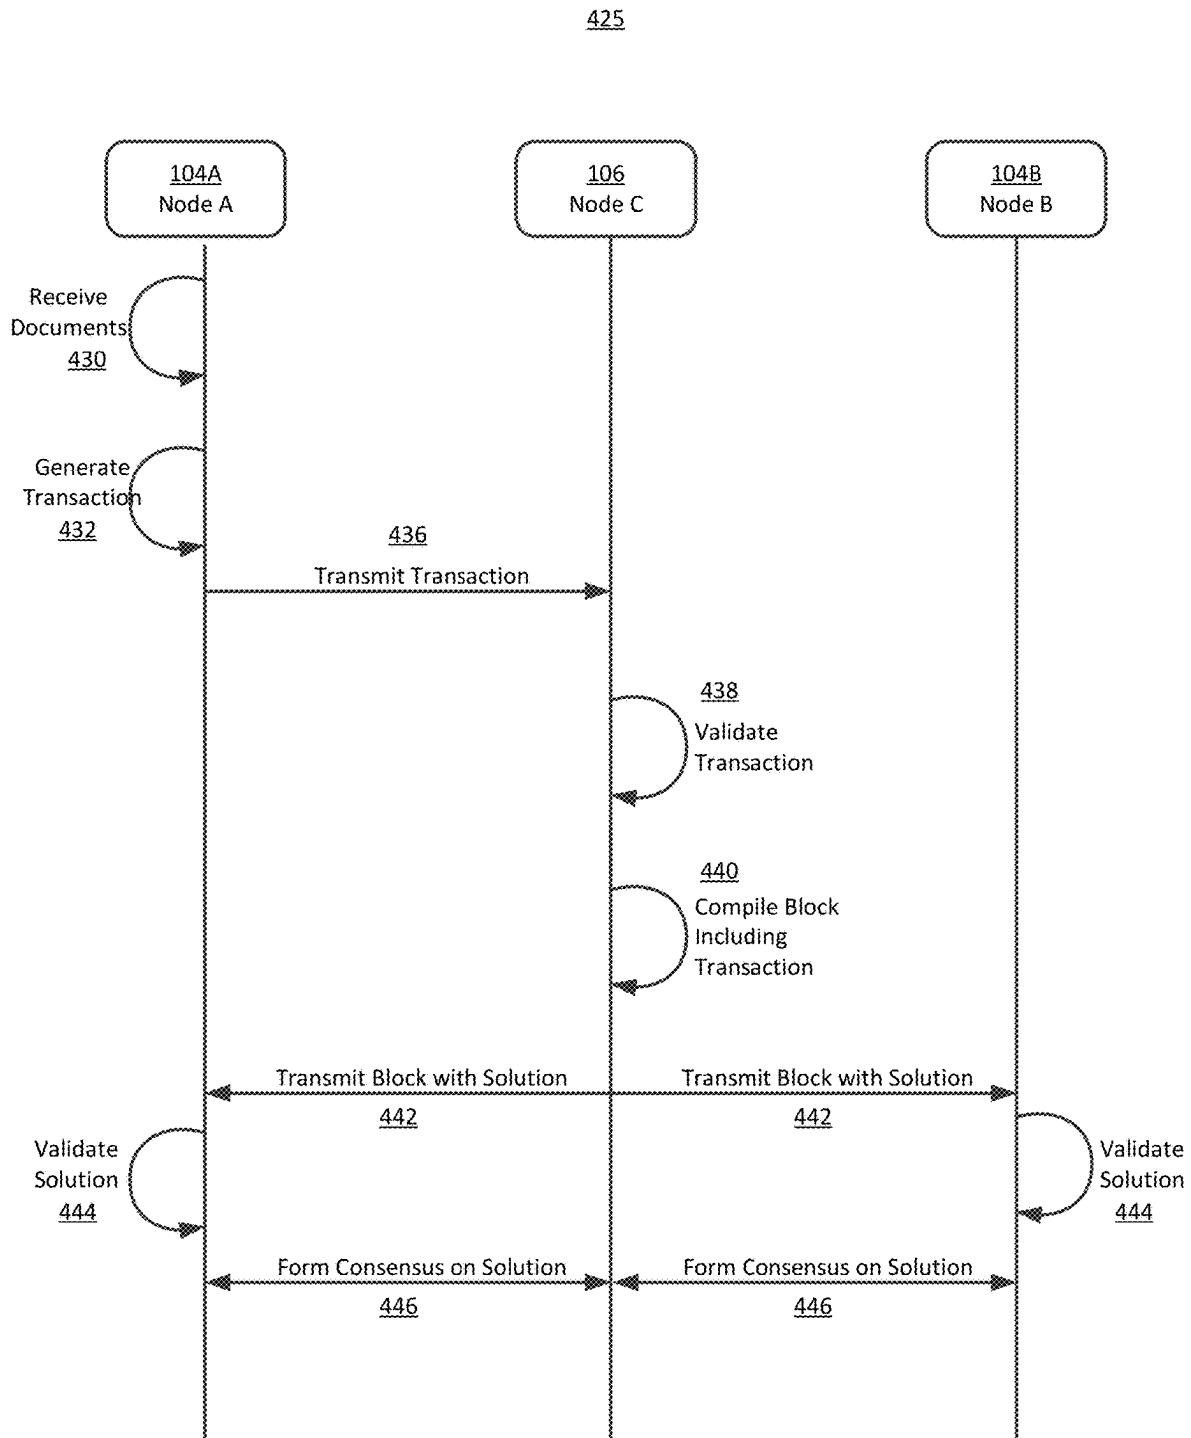 425
104A
Node A
106
Node C
104B
Node B
Receive
Documents
430
Generate
Transaction
432
436
Transmit Transaction
438
Validate
Transaction
440
Compile Block
Including
Transaction
Transmit Block with Solution
442
Transmit Block with Solution
442
Validate
Solution
444
Validate
Solution
444
Form Consensus on Solution
446
Form Consensus on Solution
446